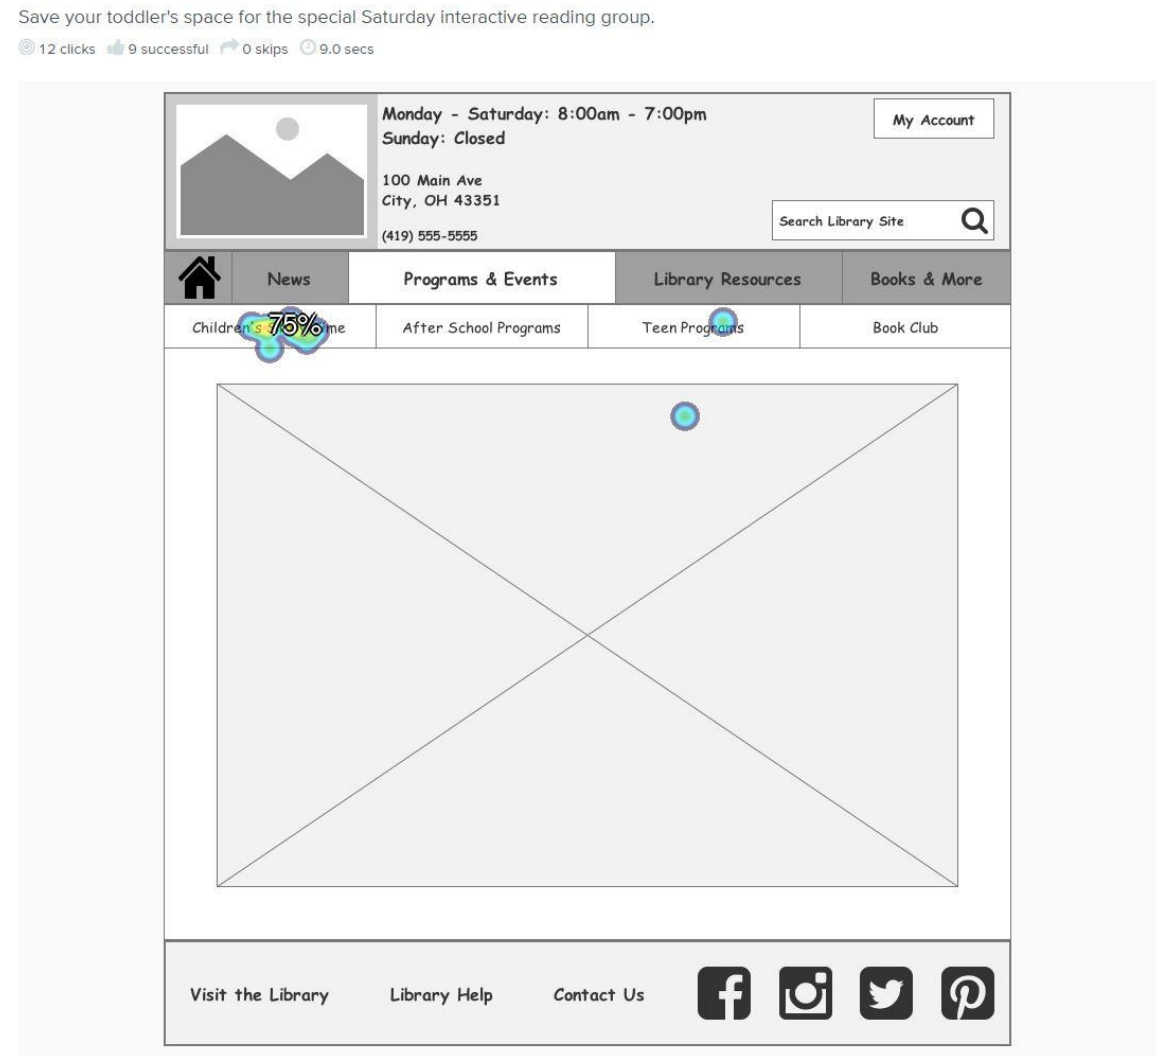 Save your toddler's space for the special Saturday interactive reading group.
12 clicks 9 successful 0 skips 9.0 secs
Monday - Saturday: 8:00am - 7:00pm
Sunday: Closed
My Account
100 Main Ave
City, OH 43351
Search Library Site
(419) 555-5555
News Programs & Events Library Resources Books & More
Children's 75% After School Programs Teen Programs Book Club
Visit the Library Library Help Contact Us